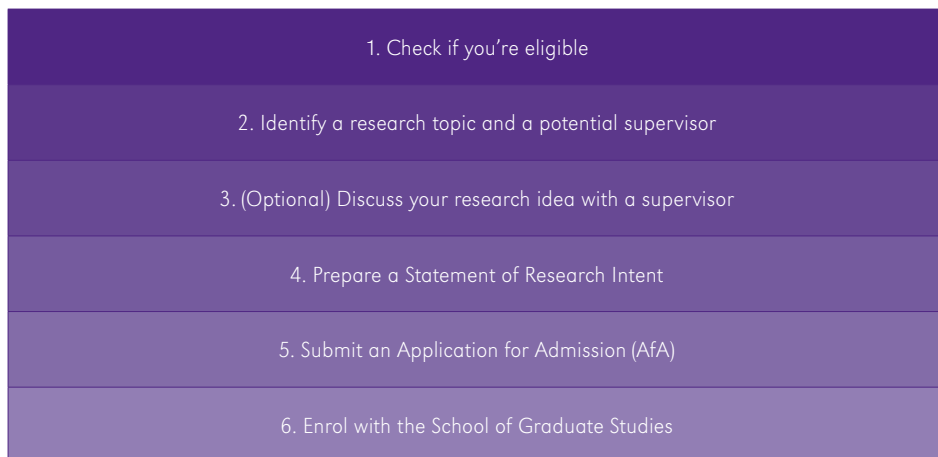 1. Check if you're eligible
2. Identify a research topic and a potential supervisor
3. (Optional) Discuss your research idea with a supervisor
4. Prepare a Statement of Research Intent
5. Submit an Application for Admission (AfA)
6. Enrol with the School of Graduate Studies